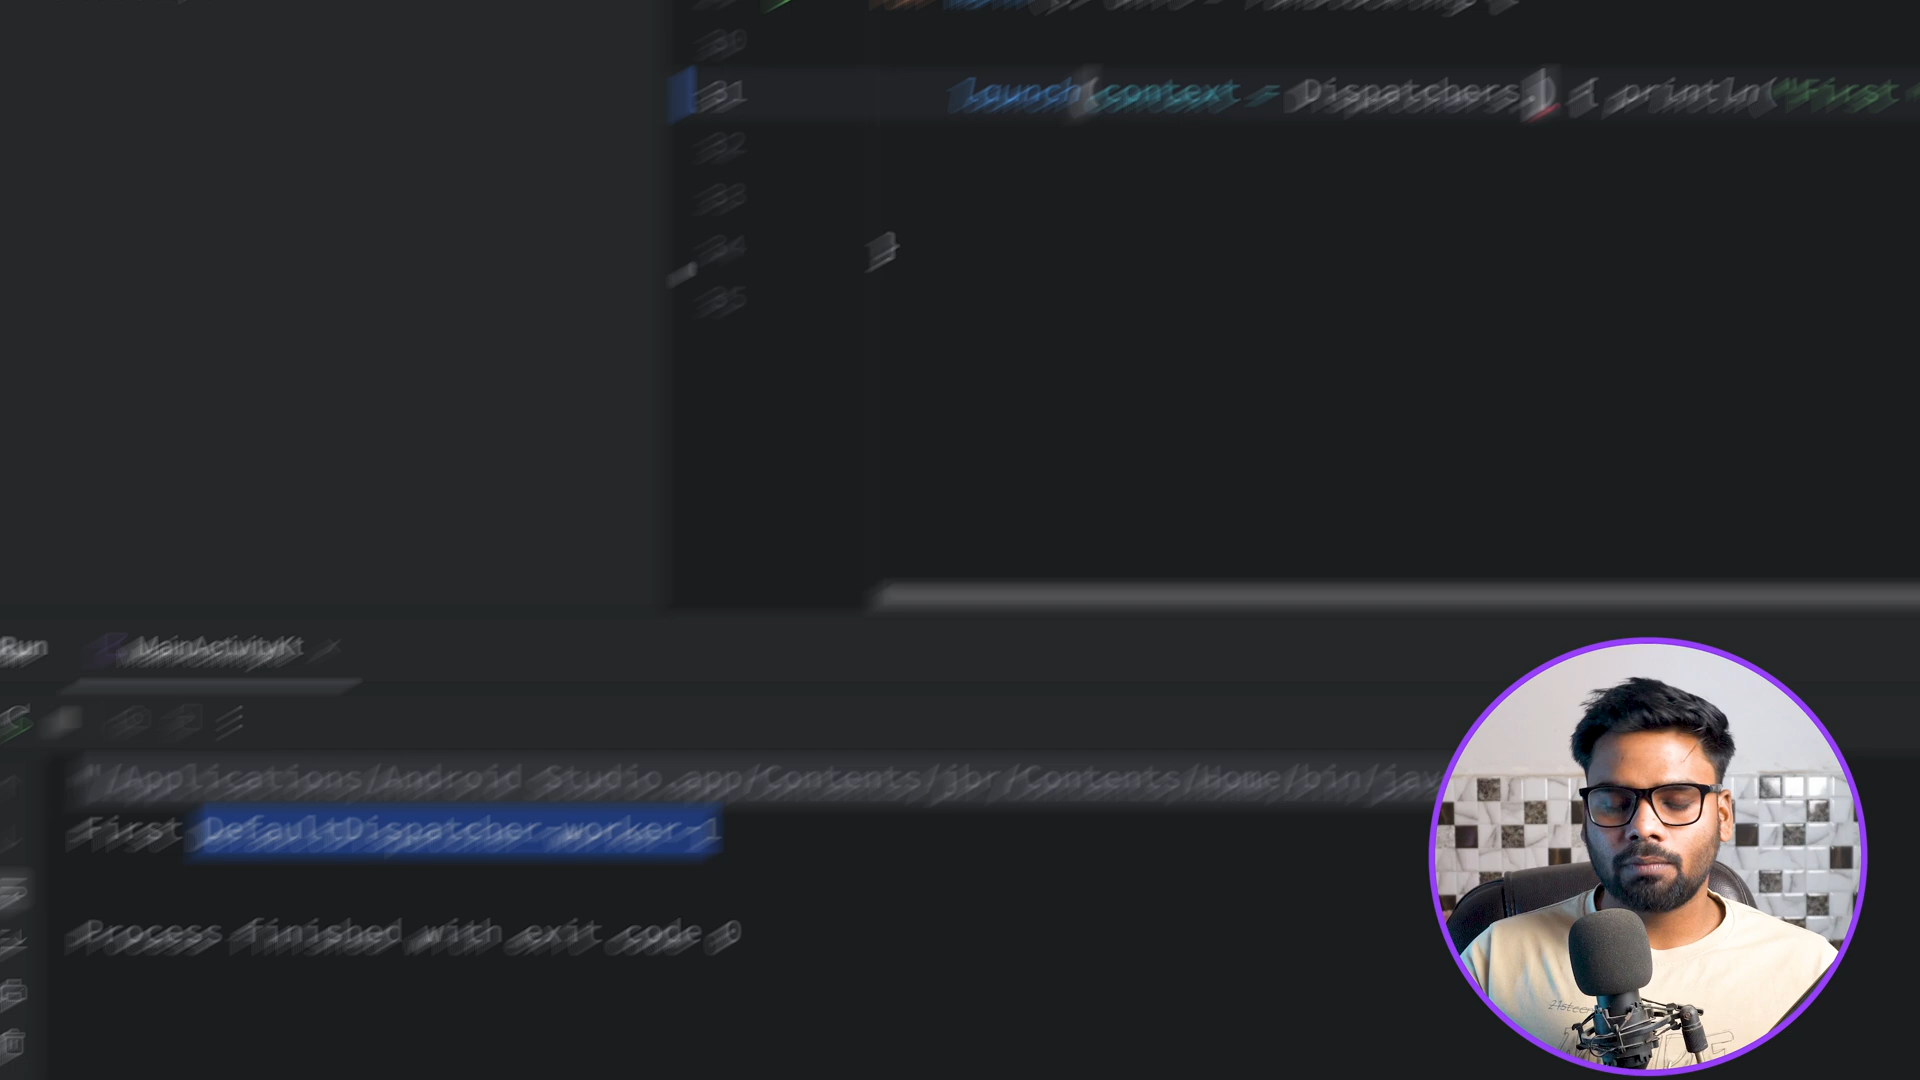 30
31 launch(context = Dispatchers.) { println("First
32
33
34 }
35
Run MainActivityKt
"/Applications/Android Studio.app/Contents/jbr/Contents/Home/bin/jav
First DefaultDispatcher-worker-1
Process finished with exit code 0